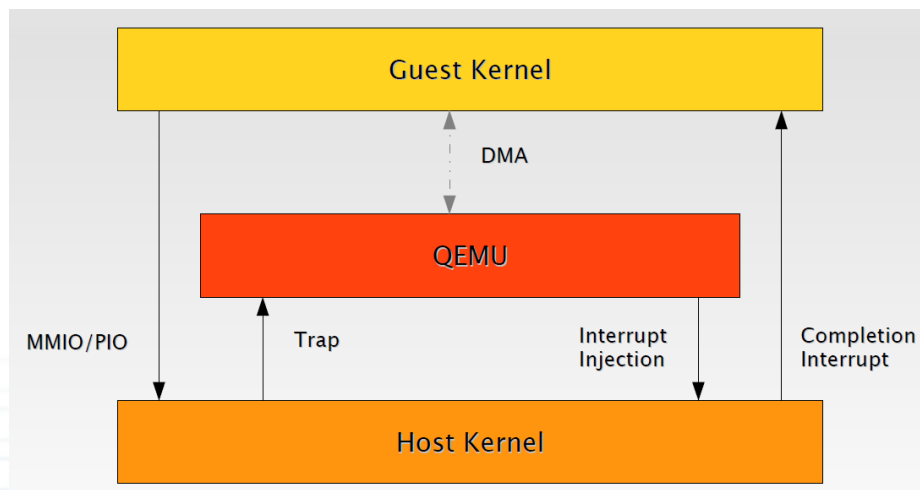 Guest Kernel
DMA
QEMU
MMIO/PIO
Trap
Interrupt
Injection
Completion
Interrupt
Host Kernel